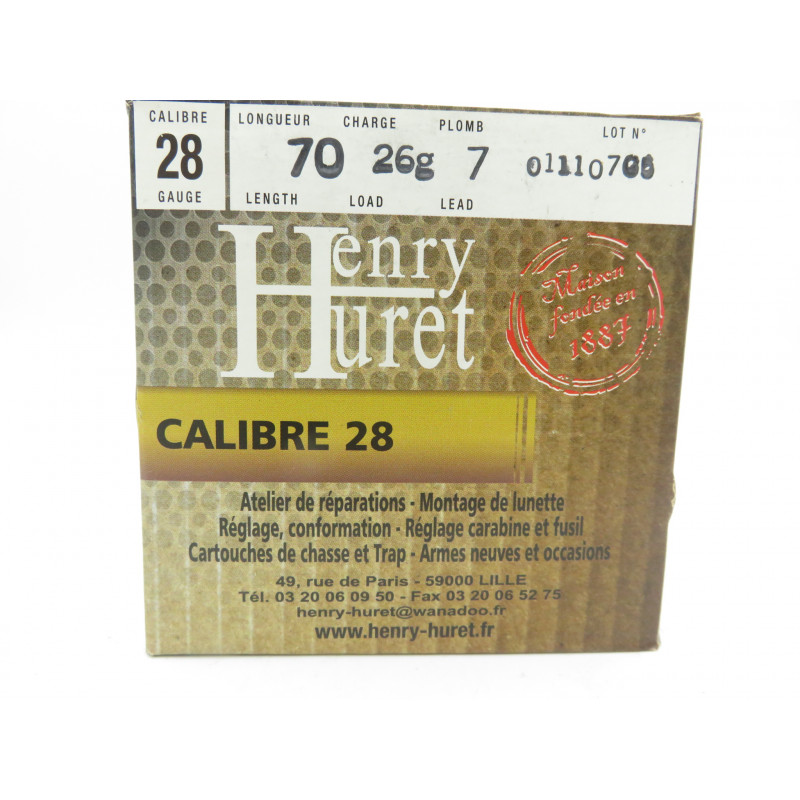 CALIBRE LONGUEUR CHARGE PLOMB LOT N°
28 70 26g 7
GAUGE LENGTH LOAD LEAD
Henry
Huret
Maison
fondée en
1887
CALIBRE 28
Atelier de réparations - Montage de lunette
Réglage, conformation - Réglage carabine et fusil
Cartouches de chasse et Trap - Armes neuves et occasions
49, rue de Paris - 59000 LILLE
Tél. 03 20 06 09 50 - Fax 03 20 06 52 75
henry-huret@wanadoo.fr
www.henry-huret.fr